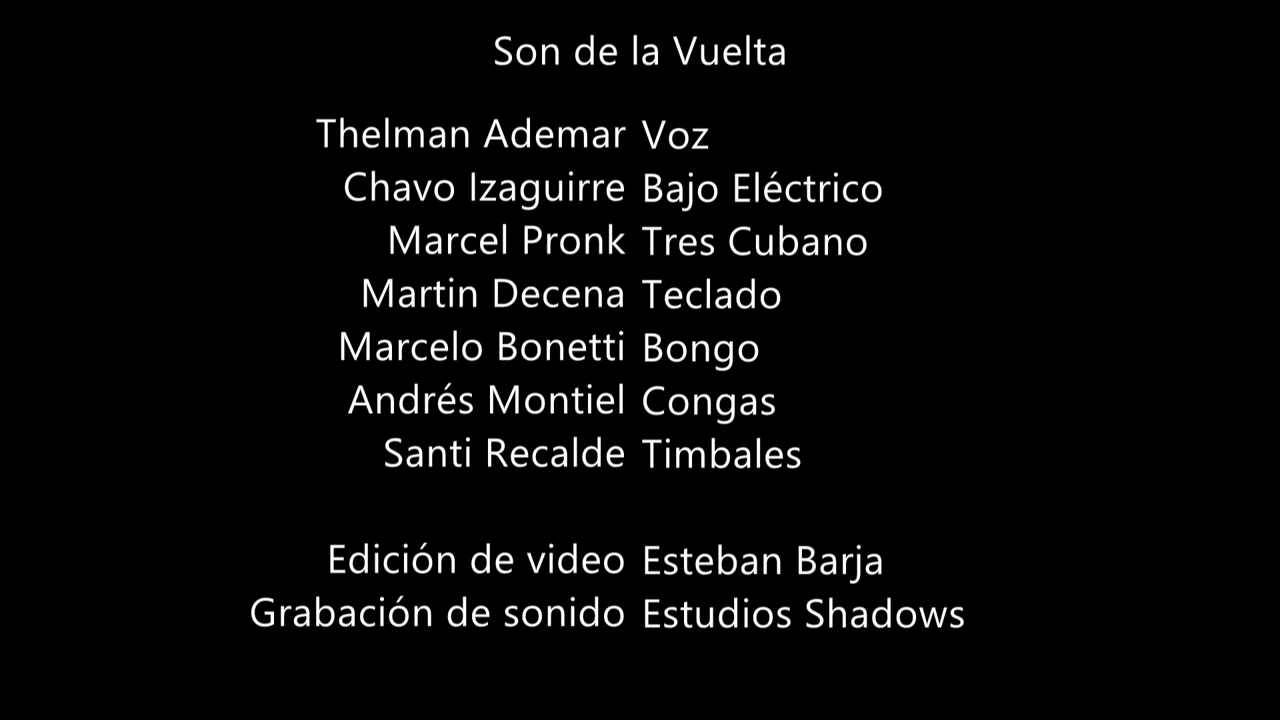 Son de la Vuelta
Thelman Ademar Voz
Chavo Izaguirre Bajo Eléctrico
Marcel Pronk Tres Cubano
Martin Decena Teclado
Marcelo Bonetti Bongo
Andrés Montiel Congas
Santi Recalde Timbales
Edición de video Esteban Barja
Grabación de sonido Estudios Shadows